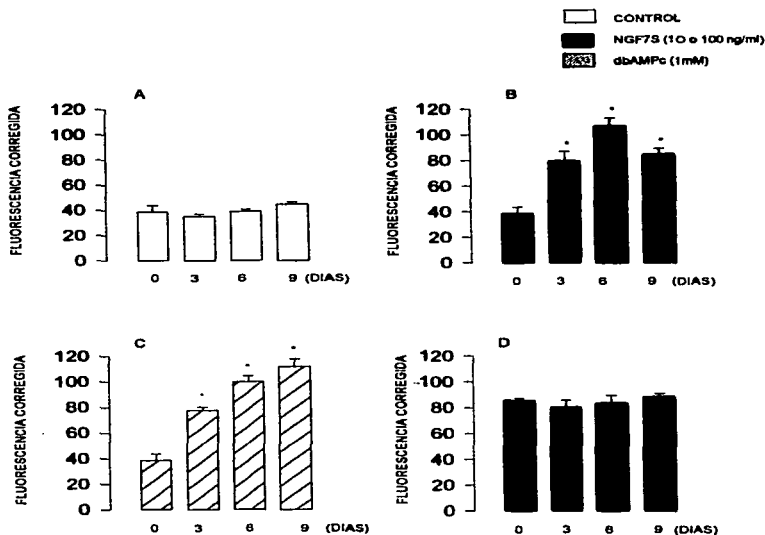 CONTROL
NGF7S (10 o 100 ng/ml)
dbAMPc (1mM)
A
FLUORESCENCIA CORREGIDA
120
100
80
60
40
20
0
0 3 6 9 (DIAS)
B
FLUORESCENCIA CORREGIDA
120
100
80
60
40
20
0
* * *
0 3 6 9 (DIAS)
C
FLUORESCENCIA CORREGIDA
120
100
80
60
40
20
0
* * *
0 3 6 9 (DIAS)
D
FLUORESCENCIA CORREGIDA
120
100
80
60
40
20
0
0 3 6 9 (DIAS)